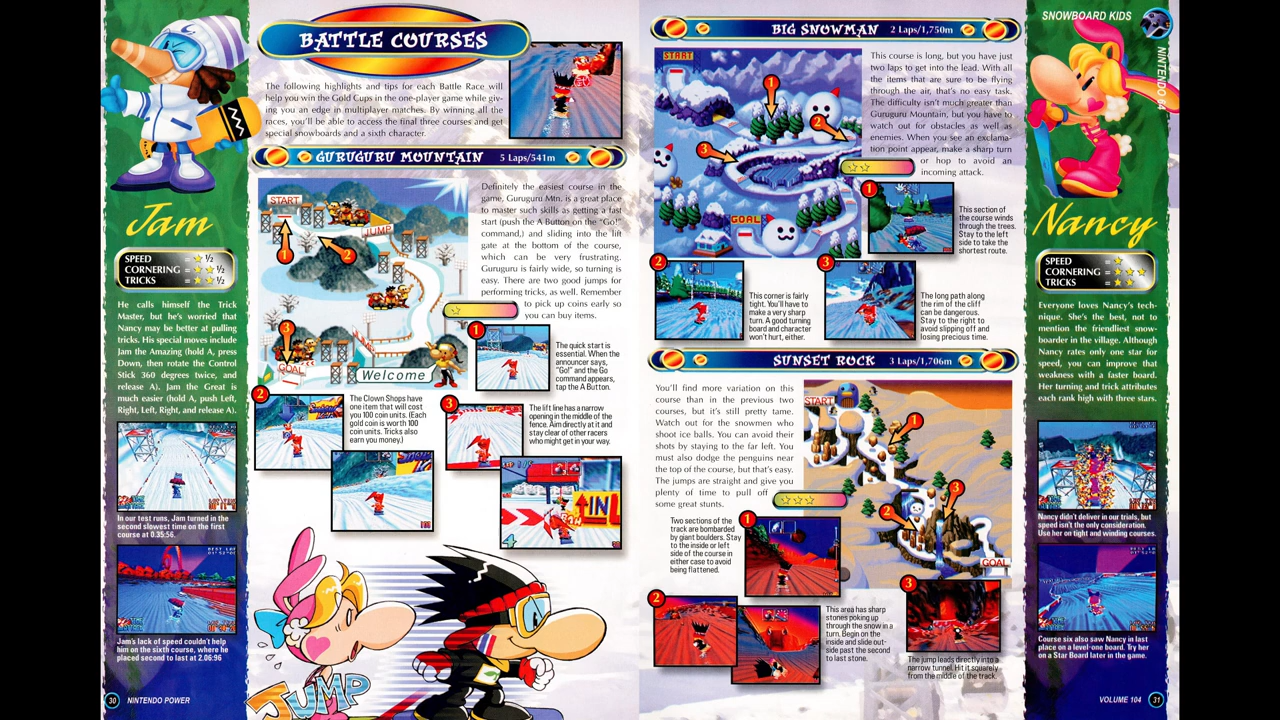 Jam
SPEED = ☆ ½
CORNERING = ☆☆½
TRICKS = ☆☆½
He calls himself the Trick
Master, but he's worried that
Nancy may be better at pulling
tricks. His special moves include
Jam the Amazing (hold A, press
Down, then rotate the Control
Stick 360 degrees twice, and
release A). Jam the Great is
much easier (hold A, push Left,
Right, Left, Right, and release A).
In our test runs, Jam turned in the
second slowest time on the first
course at 0.35:56.
Jam's lack of speed couldn't help
him on the sixth course, where he
placed second to last at 2.06:96
30 NINTENDO POWER
BATTLE COURSES
The following highlights and tips for each Battle Race will
help you win the Gold Cups in the one-player game while giv-
ing you an edge in multiplayer matches. By winning all the
races, you'll be able to access the final three courses and get
special snowboards and a sixth character.
GURUGURU MOUNTAIN 5 Laps/541m
START
JUMP
1
2
3
GOAL
Welcome
Definitely the easiest course in the
game, Guruguru Mtn. is a great place
to master such skills as getting a fast
start (push the A Button on the "Go!"
command,) and sliding into the lift
gate at the bottom of the course,
which can be very frustrating.
Guruguru is fairly wide, so turning is
easy. There are two good jumps for
performing tricks, as well. Remember
to pick up coins early so
you can buy items.
1
The quick start is
essential. When the
announcer says,
"Go!" and the Go
command appears,
tap the A Button.
2
The Clown Shops have
one item that will cost
you 100 coin units. (Each
gold coin is worth 100
coin units. Tricks also
earn you money.)
3
The lift line has a narrow
opening in the middle of the
fence. Aim directly at it and
stay clear of other racers
who might get in your way.
IN
JUMP
BIG SNOWMAN 2 Laps/1,750m
START
1
2
3
GOAL
This course is long, but you have just
two laps to get into the lead. With all
the items that are sure to be flying
through the air, that's no easy task.
The difficulty isn't much greater than
Guruguru Mountain, but you have to
watch out for obstacles as well as
enemies. When you see an exclama-
tion point appear, make a sharp turn
or hop to avoid an
incoming attack.
1
This section of
the course winds
through the trees.
Stay to the left
side to take the
shortest route.
2
This corner is fairly
tight. You'll have to
make a very sharp
turn. A good turning
board and character
won't hurt, either.
3
The long path along
the rim of the cliff
can be dangerous.
Stay to the right to
avoid slipping off and
losing precious time.
SUNSET ROCK 3 Laps/1,706m
You'll find more variation on this
course than in the previous two
courses, but it's still pretty tame.
Watch out for the snowmen who
shoot ice balls. You can avoid their
shots by staying to the far left. You
must also dodge the penguins near
the top of the course, but that's easy.
The jumps are straight and give you
plenty of time to pull off
some great stunts.
START
1
2
3
GOAL
1
Two sections of
the track are bombarded
by giant boulders. Stay
to the inside or left
side of the course in
either case to avoid
being flattened.
2
This area has sharp
stones poking up
through the snow in a
turn. Begin on the
inside and slide out-
side past the second
to last stone.
3
The jump leads directly into a
narrow tunnel. Hit it squarely
from the middle of the track.
SNOWBOARD KIDS
NINTENDO 64
Nancy
SPEED = ☆
CORNERING = ☆☆☆
TRICKS = ☆☆
Everyone loves Nancy's tech-
nique. She's the best, not to
mention the friendliest snow-
boarder in the village. Although
Nancy rates only one star for
speed, you can improve that
weakness with a faster board.
Her turning and trick attributes
each rank high with three stars.
Nancy didn't deliver in our trials, but
speed isn't the only consideration.
Use her on tight and winding courses.
Course six also saw Nancy in last
place on a level-one board. Try her
on a Star Board later in the game.
VOLUME 104 31